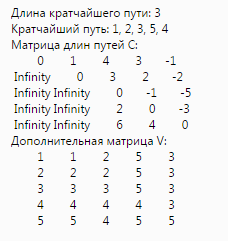 Длина кратчайшего пути: 3
Кратчайший путь: 1, 2, 3, 5, 4
Матрица длин путей C:
0 1 4 3 -1
Infinity 0 3 2 -2
Infinity Infinity 0 -1 -5
Infinity Infinity 2 0 -3
Infinity Infinity 6 4 0
Дополнительная матрица V:
1 1 2 5 3
2 2 2 5 3
3 3 3 5 3
4 4 4 4 3
5 5 4 5 5